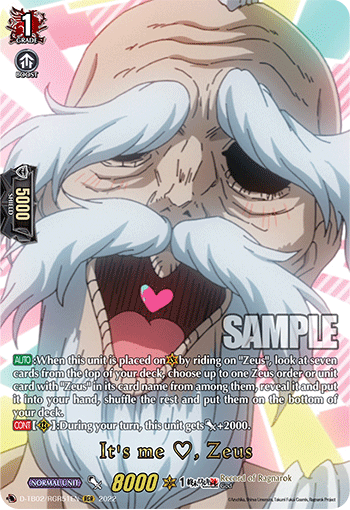 1
GRADE
BOOST
5000
SHIELD
SAMPLE
AUTO :When this unit is placed on by riding on "Zeus", look at seven
cards from the top of your deck, choose up to one Zeus order or unit
card with "Zeus" in its card name from among them, reveal it and put
it into your hand, shuffle the rest and put them on the bottom of
your deck.
CONT [ ]:During your turn, this unit gets +2000.
It's me ♡, Zeus
NORMAL UNIT
8000 1 Record of Ragnarok
D-TB02/RGR51EN RGR 2022